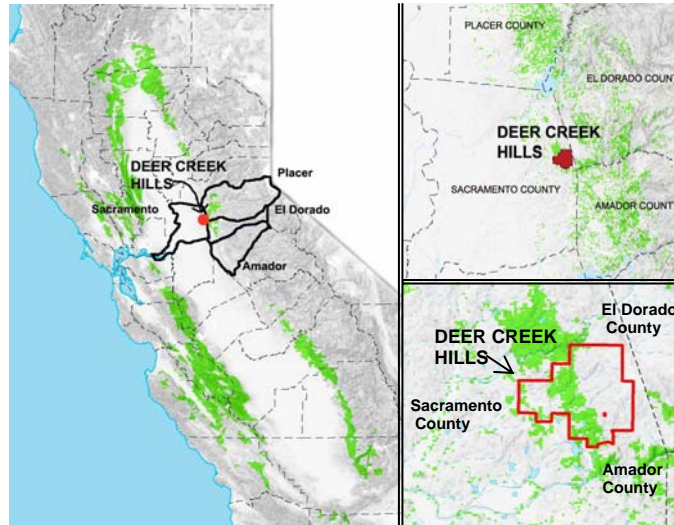 DEER CREEK
HILLS
Placer
Sacramento
El Dorado
Amador
PLACER COUNTY
EL DORADO COUNT
DEER CREEK
HILLS
SACRAMENTO COUNTY
AMADOR COUNTY
El Dorado
County
DEER CREEK
HILLS
Sacramento
County
Amador
County